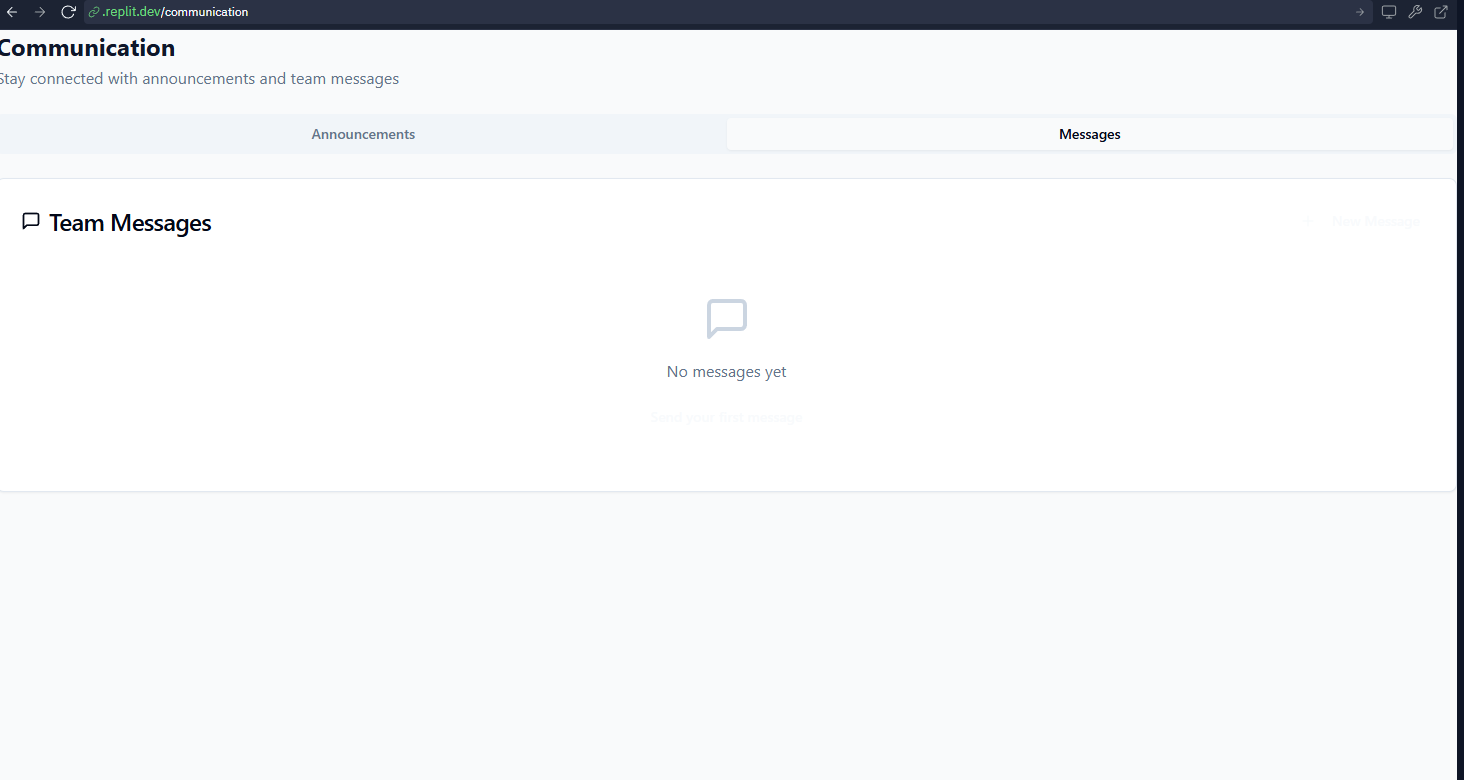 .replit.dev/communication
Communication
Stay connected with announcements and team messages
Announcements
Messages
Team Messages
New Message
No messages yet
Send your first message